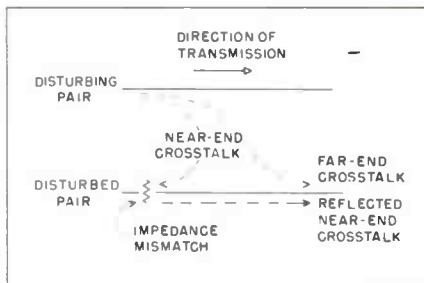 DIRECTION OF
TRANSMISSION
DISTURBING
PAIR
NEAR-END
CROSSTALK
FAR-END
CROSSTALK
DISTURBED
PAIR
REFLECTED
NEAR-END
CROSSTALK
IMPEDANCE
MISMATCH